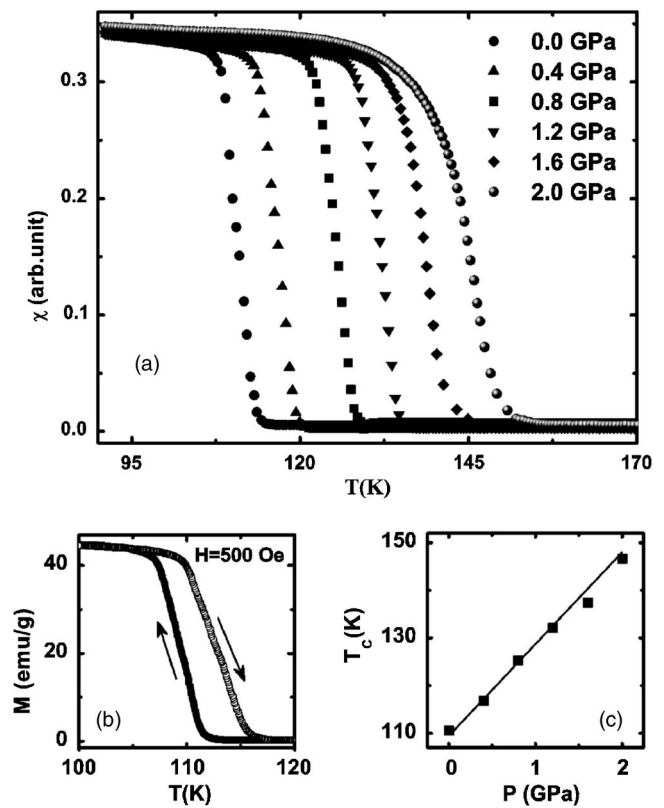 0.0 GPa
0.4 GPa
0.8 GPa
1.2 GPa
1.6 GPa
2.0 GPa
0.3
0.2
0.1
0.0
χ (arb.unit)
(a)
95 120 145 170
T(K)
40
20
0
M (emu/g)
H=500 Oe
(b)
100 110 120
T(K)
150
130
110
Tc(K)
(c)
0 1 2
P (GPa)